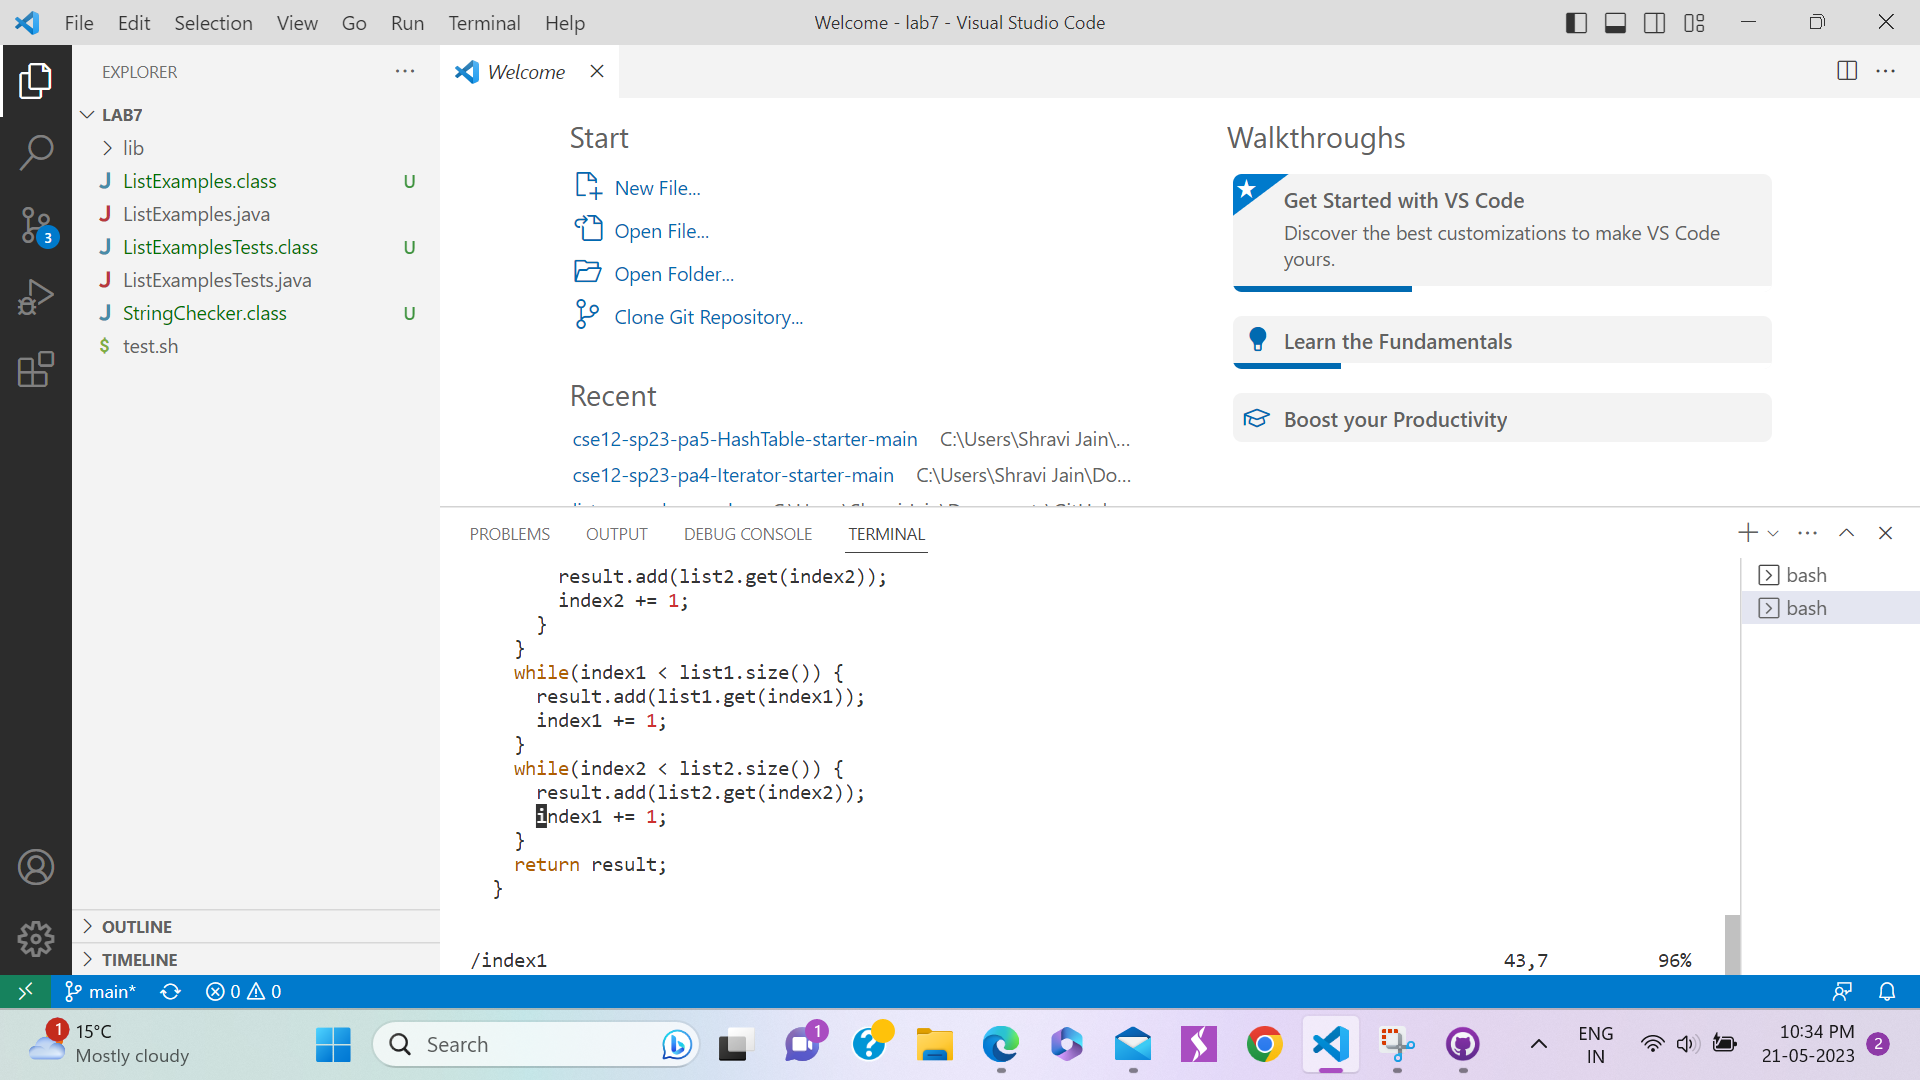 File Edit Selection View Go Run Terminal Help
Welcome - lab7 - Visual Studio Code
EXPLORER
LAB7
lib
ListExamples.class U
ListExamples.java
ListExamplesTests.class U
ListExamplesTests.java
StringChecker.class U
$ test.sh
3
OUTLINE
TIMELINE
Welcome
Start
New File...
Open File...
Open Folder...
Clone Git Repository...
Recent
cse12-sp23-pa5-HashTable-starter-main C:\Users\Shravi Jain\...
cse12-sp23-pa4-Iterator-starter-main C:\Users\Shravi Jain\Do...
Walkthroughs
Get Started with VS Code
Discover the best customizations to make VS Code
yours.
Learn the Fundamentals
Boost your Productivity
PROBLEMS OUTPUT DEBUG CONSOLE TERMINAL
result.add(list2.get(index2));
index2 += 1;
}
}
while(index1 < list1.size()) {
result.add(list1.get(index1));
index1 += 1;
}
while(index2 < list2.size()) {
result.add(list2.get(index2));
index1 += 1;
}
return result;
}
/index1 43,7 96%
bash
bash
main* 0 0
1
15°C
Mostly cloudy
Search
1
ENG
IN
10:34 PM
21-05-2023
2